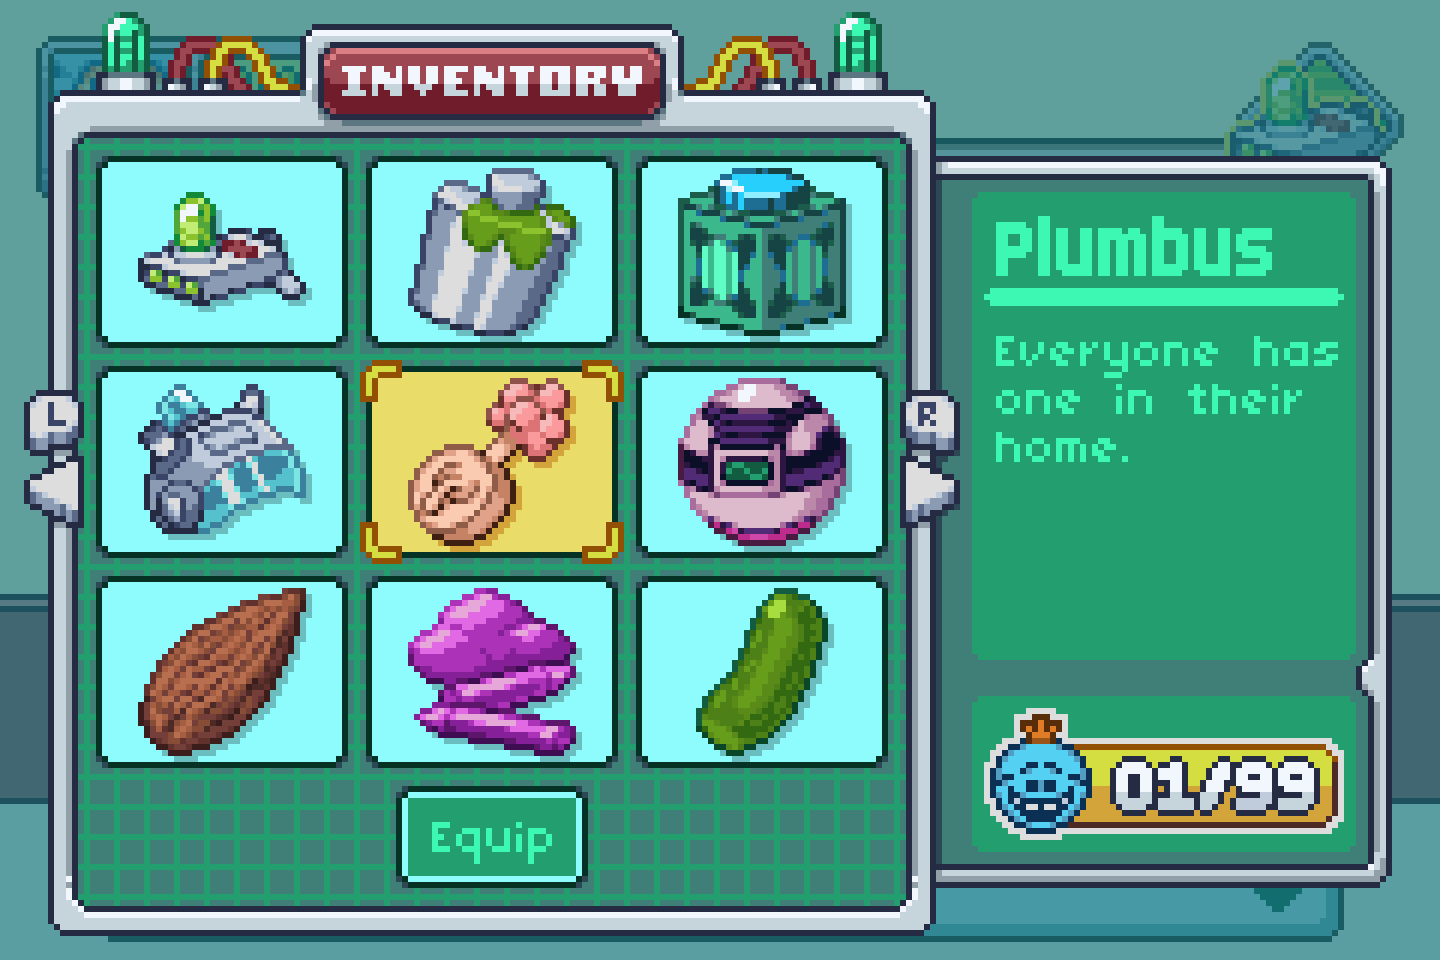 INVENTORY
Plumbus
Everyone has
one in their
home.
L
R
01/99
Equip